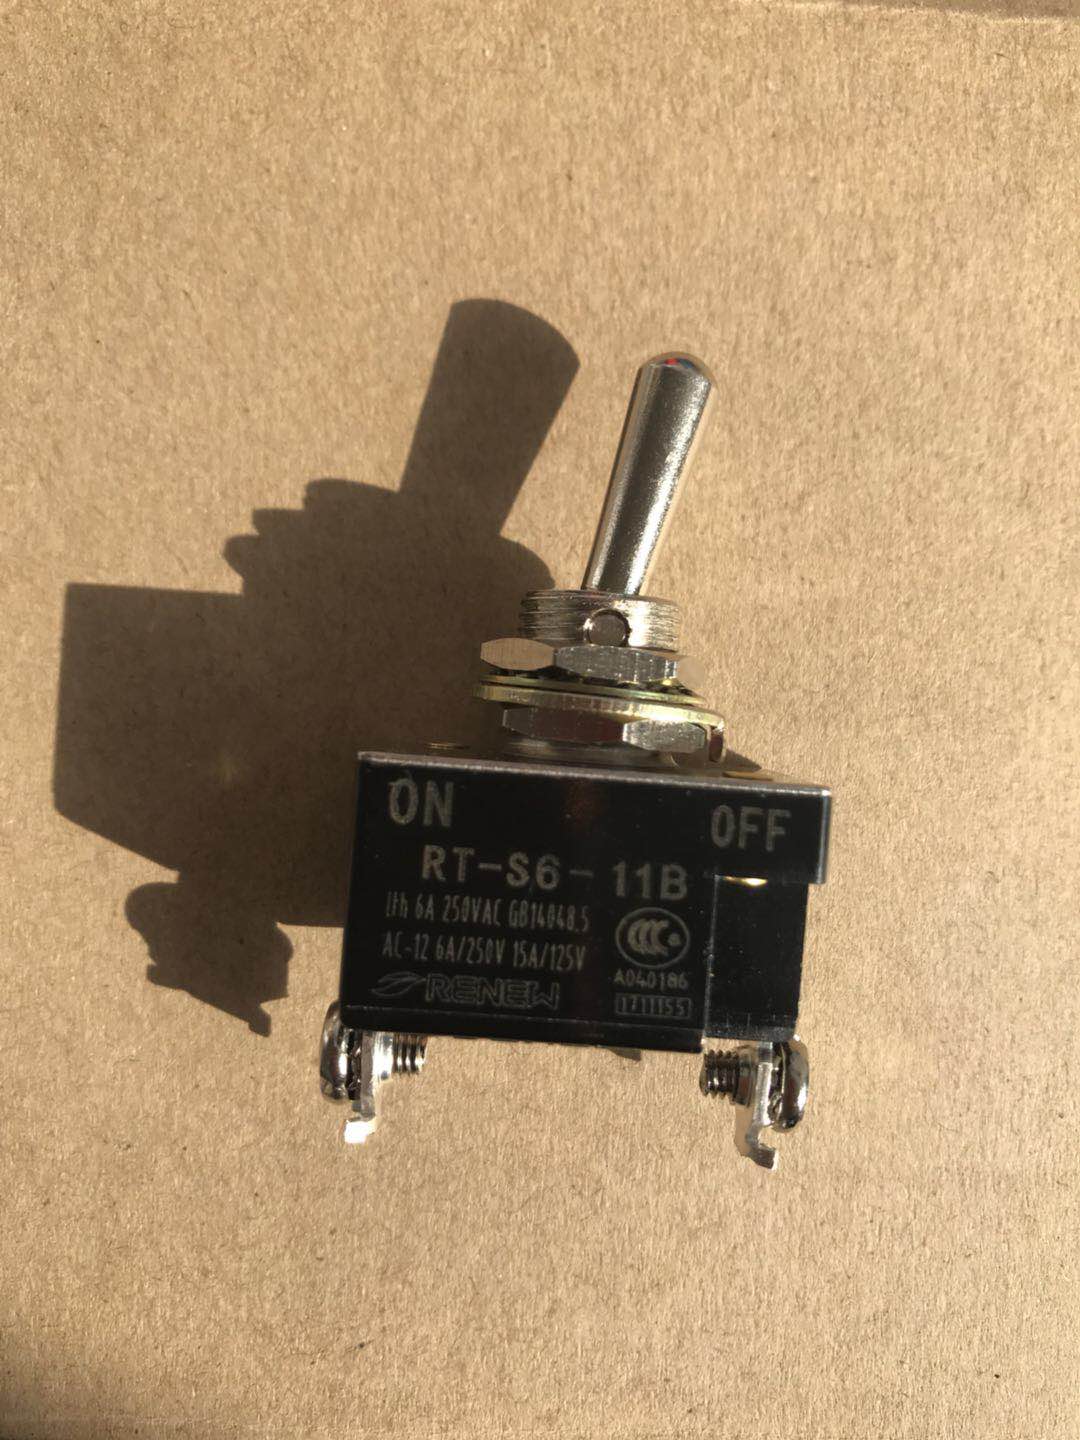 ON OFF
RT-S6-11B
Ith 6A 250VAC GB14048.5
AC-12 6A/250V 15A/125V
CCC
A040186
RENEW
1711155